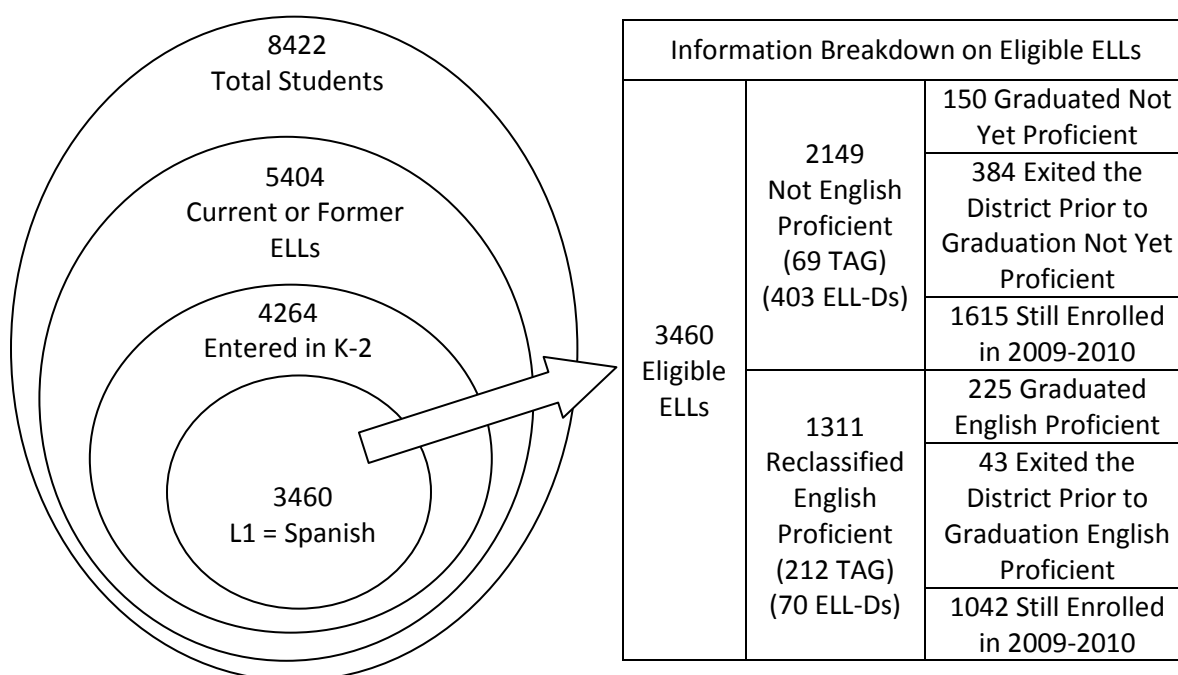 8422
Total Students
5404
Current or Former
ELLs
4264
Entered in K-2
3460
L1 = Spanish
Information Breakdown on Eligible ELLs
3460
Eligible
ELLs
2149
Not English
Proficient
(69 TAG)
(403 ELL-Ds)
150 Graduated Not
Yet Proficient
384 Exited the
District Prior to
Graduation Not Yet
Proficient
1615 Still Enrolled
in 2009-2010
1311
Reclassified
English
Proficient
(212 TAG)
(70 ELL-Ds)
225 Graduated
English Proficient
43 Exited the
District Prior to
Graduation English
Proficient
1042 Still Enrolled
in 2009-2010